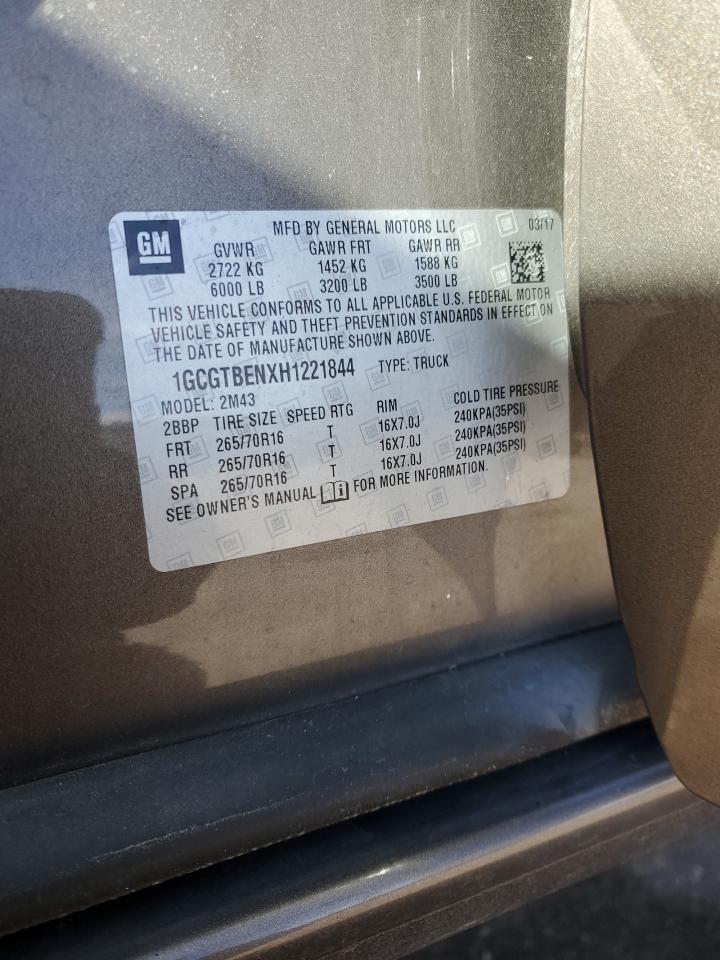 GM
MFD BY GENERAL MOTORS LLC 03/17
GVWR GAWR FRT GAWR RR
2722 KG 1452 KG 1588 KG
6000 LB 3200 LB 3500 LB
THIS VEHICLE CONFORMS TO ALL APPLICABLE U.S. FEDERAL MOTOR
VEHICLE SAFETY AND THEFT PREVENTION STANDARDS IN EFFECT ON
THE DATE OF MANUFACTURE SHOWN ABOVE.
1GCGTBENXH1221844 TYPE: TRUCK
MODEL: 2M43
2BBP TIRE SIZE SPEED RTG RIM COLD TIRE PRESSURE
FRT 265/70R16 T 16X7.0J 240KPA(35PSI)
RR 265/70R16 T 16X7.0J 240KPA(35PSI)
SPA 265/70R16 T 16X7.0J 240KPA(35PSI)
SEE OWNER'S MANUAL FOR MORE INFORMATION.